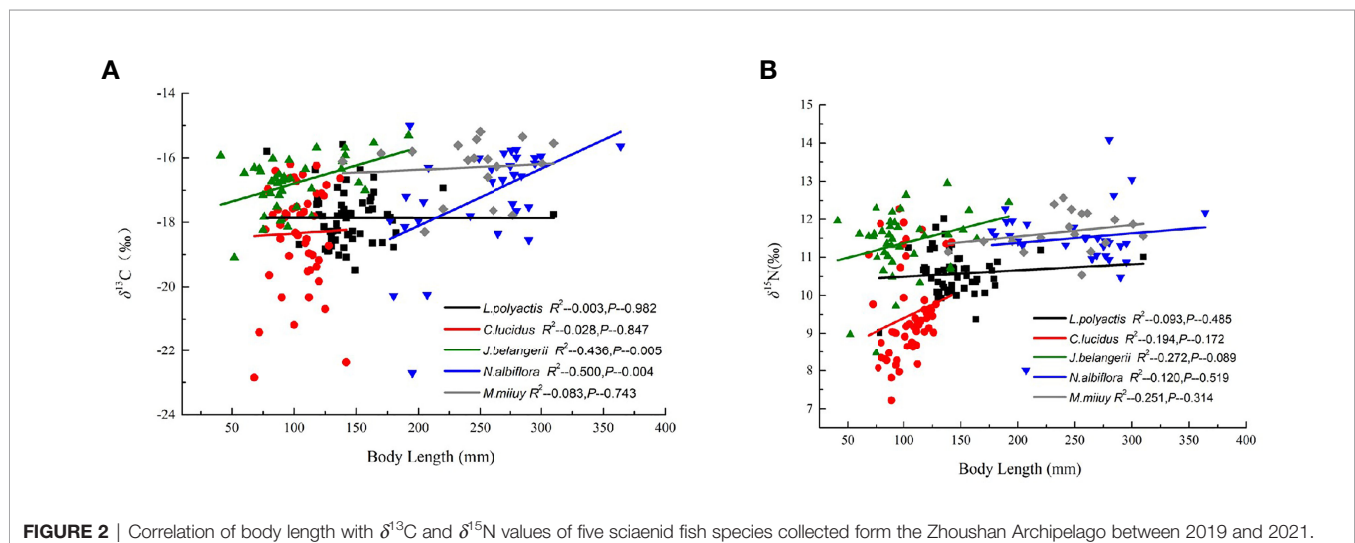 A
B
-14
-16
-18
-20
-22
-24
δ¹³C (‰)
50 100 150 200 250 300 350 400
Body Length (mm)
L.polyactis R²--0.003,P--0.982
C.lucidus R²--0.028,P--0.847
J.belangerii R²--0.436,P--0.005
N.albiflora R²--0.500,P--0.004
M.miiuy R²--0.083,P--0.743
15
14
13
12
11
10
9
8
7
δ¹⁵N(‰)
50 100 150 200 250 300 350 400
Body Length (mm)
L.polyactis R²--0.093,P--0.485
C.lucidus R²--0.194,P--0.172
J.belangerii R²--0.272,P--0.089
N.albiflora R²--0.120,P--0.519
M.miiuy R²--0.251,P--0.314
FIGURE 2 | Correlation of body length with δ¹³C and δ¹⁵N values of five sciaenid fish species collected form the Zhoushan Archipelago between 2019 and 2021.